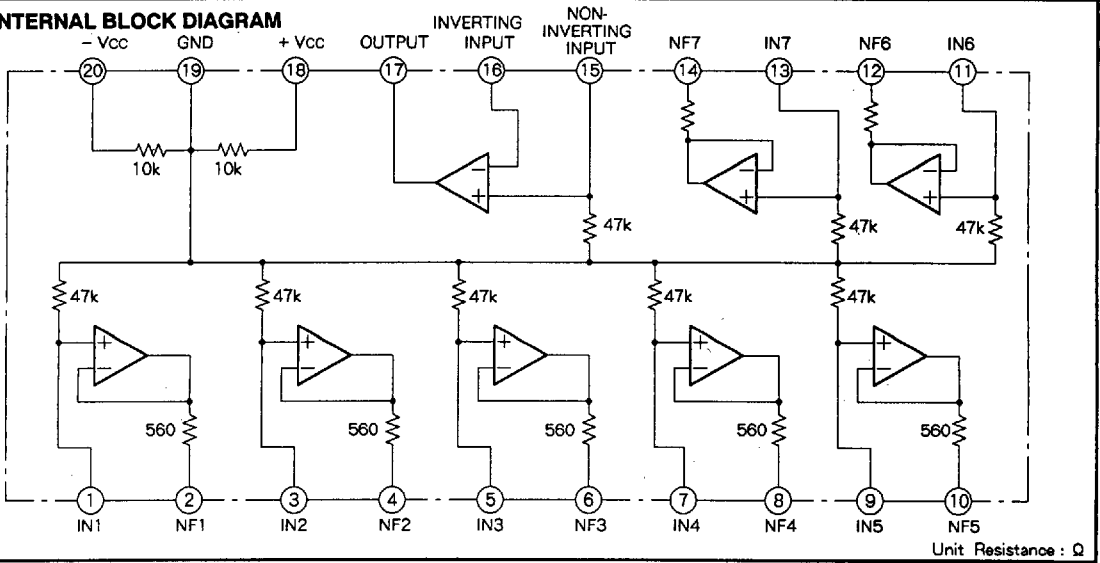 NTERNAL BLOCK DIAGRAM
− Vcc GND + Vcc OUTPUT INVERTING INPUT NON-INVERTING INPUT NF7 IN7 NF6 IN6
20 19 18 17 16 15 14 13 12 11
10k 10k
− + − + − +
47k 47k 47k
47k 47k 47k 47k 47k
+ − + − + − + − + −
560 560 560 560 560
1 2 3 4 5 6 7 8 9 10
IN1 NF1 IN2 NF2 IN3 NF3 IN4 NF4 IN5 NF5
Unit Resistance : Ω